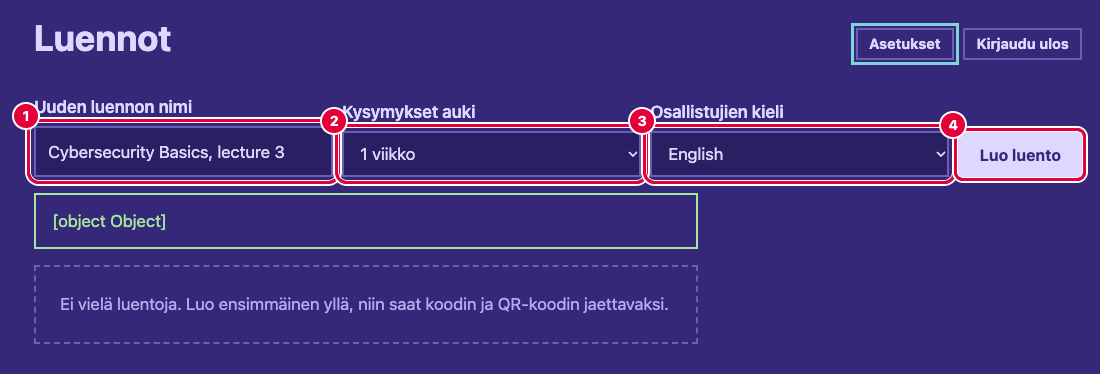 Luennot
Asetukset
Kirjaudu ulos
1
Uuden luennon nimi
2
Kysymykset auki
3
Osallistujien kieli
4
Cybersecurity Basics, lecture 3
1 viikko
English
Luo luento
[object Object]
Ei vielä luentoja. Luo ensimmäinen yllä, niin saat koodin ja QR-koodin jaettavaksi.